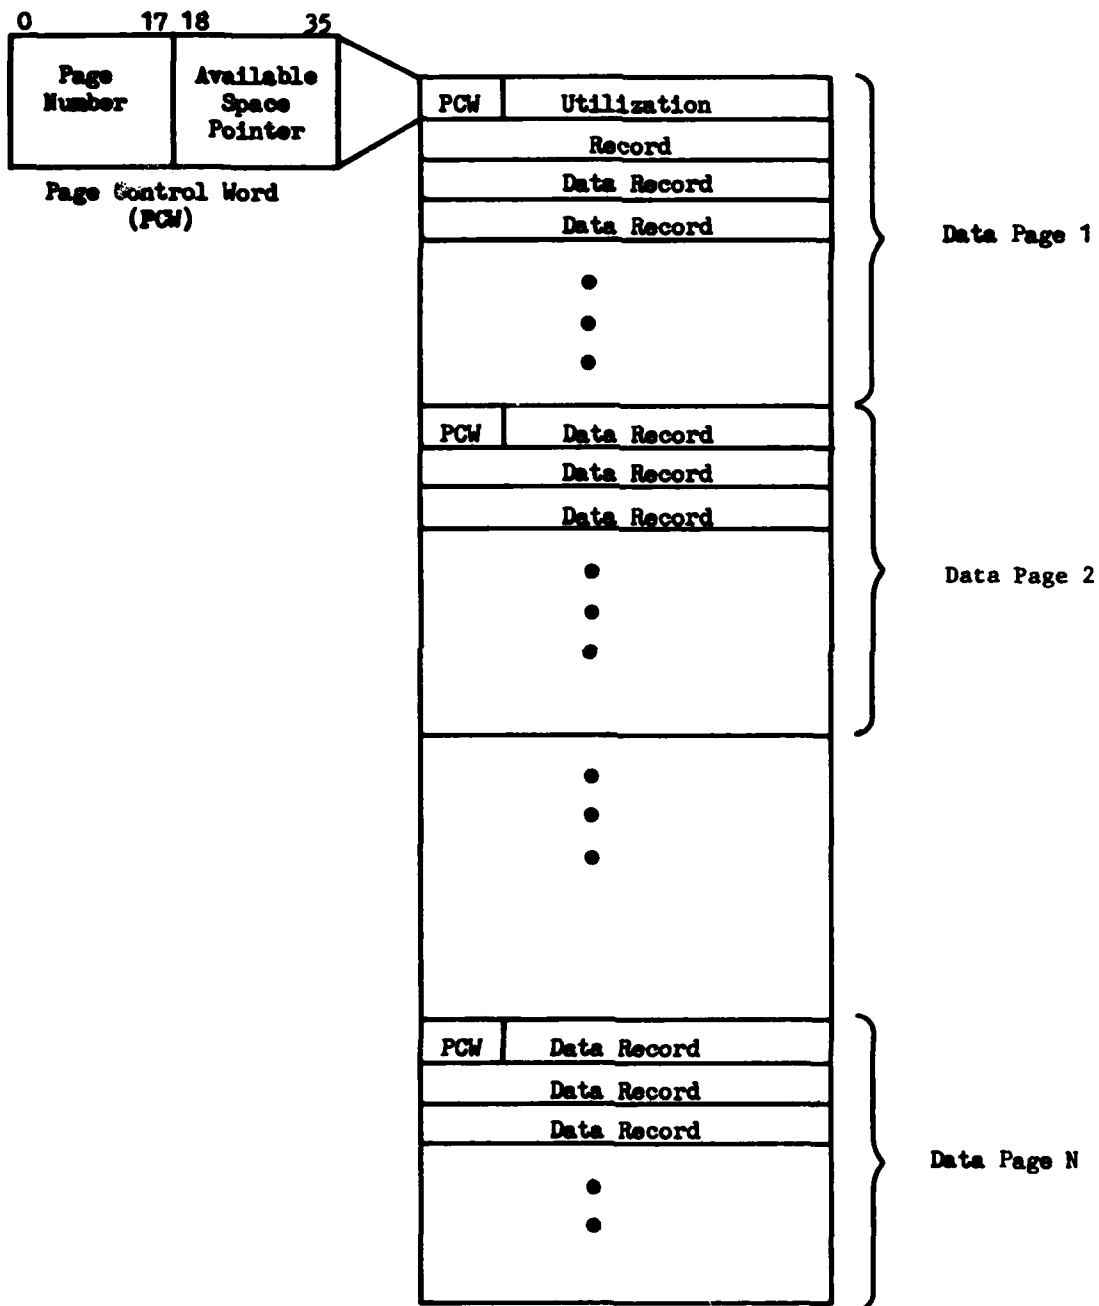 0 17 18 35
Page Number
Available Space Pointer
Page Control Word
(PCW)
PCW Utilization
Record
Data Record
Data Record
Data Page 1
PCW Data Record
Data Record
Data Record
Data Page 2
PCW Data Record
Data Record
Data Record
Data Page N